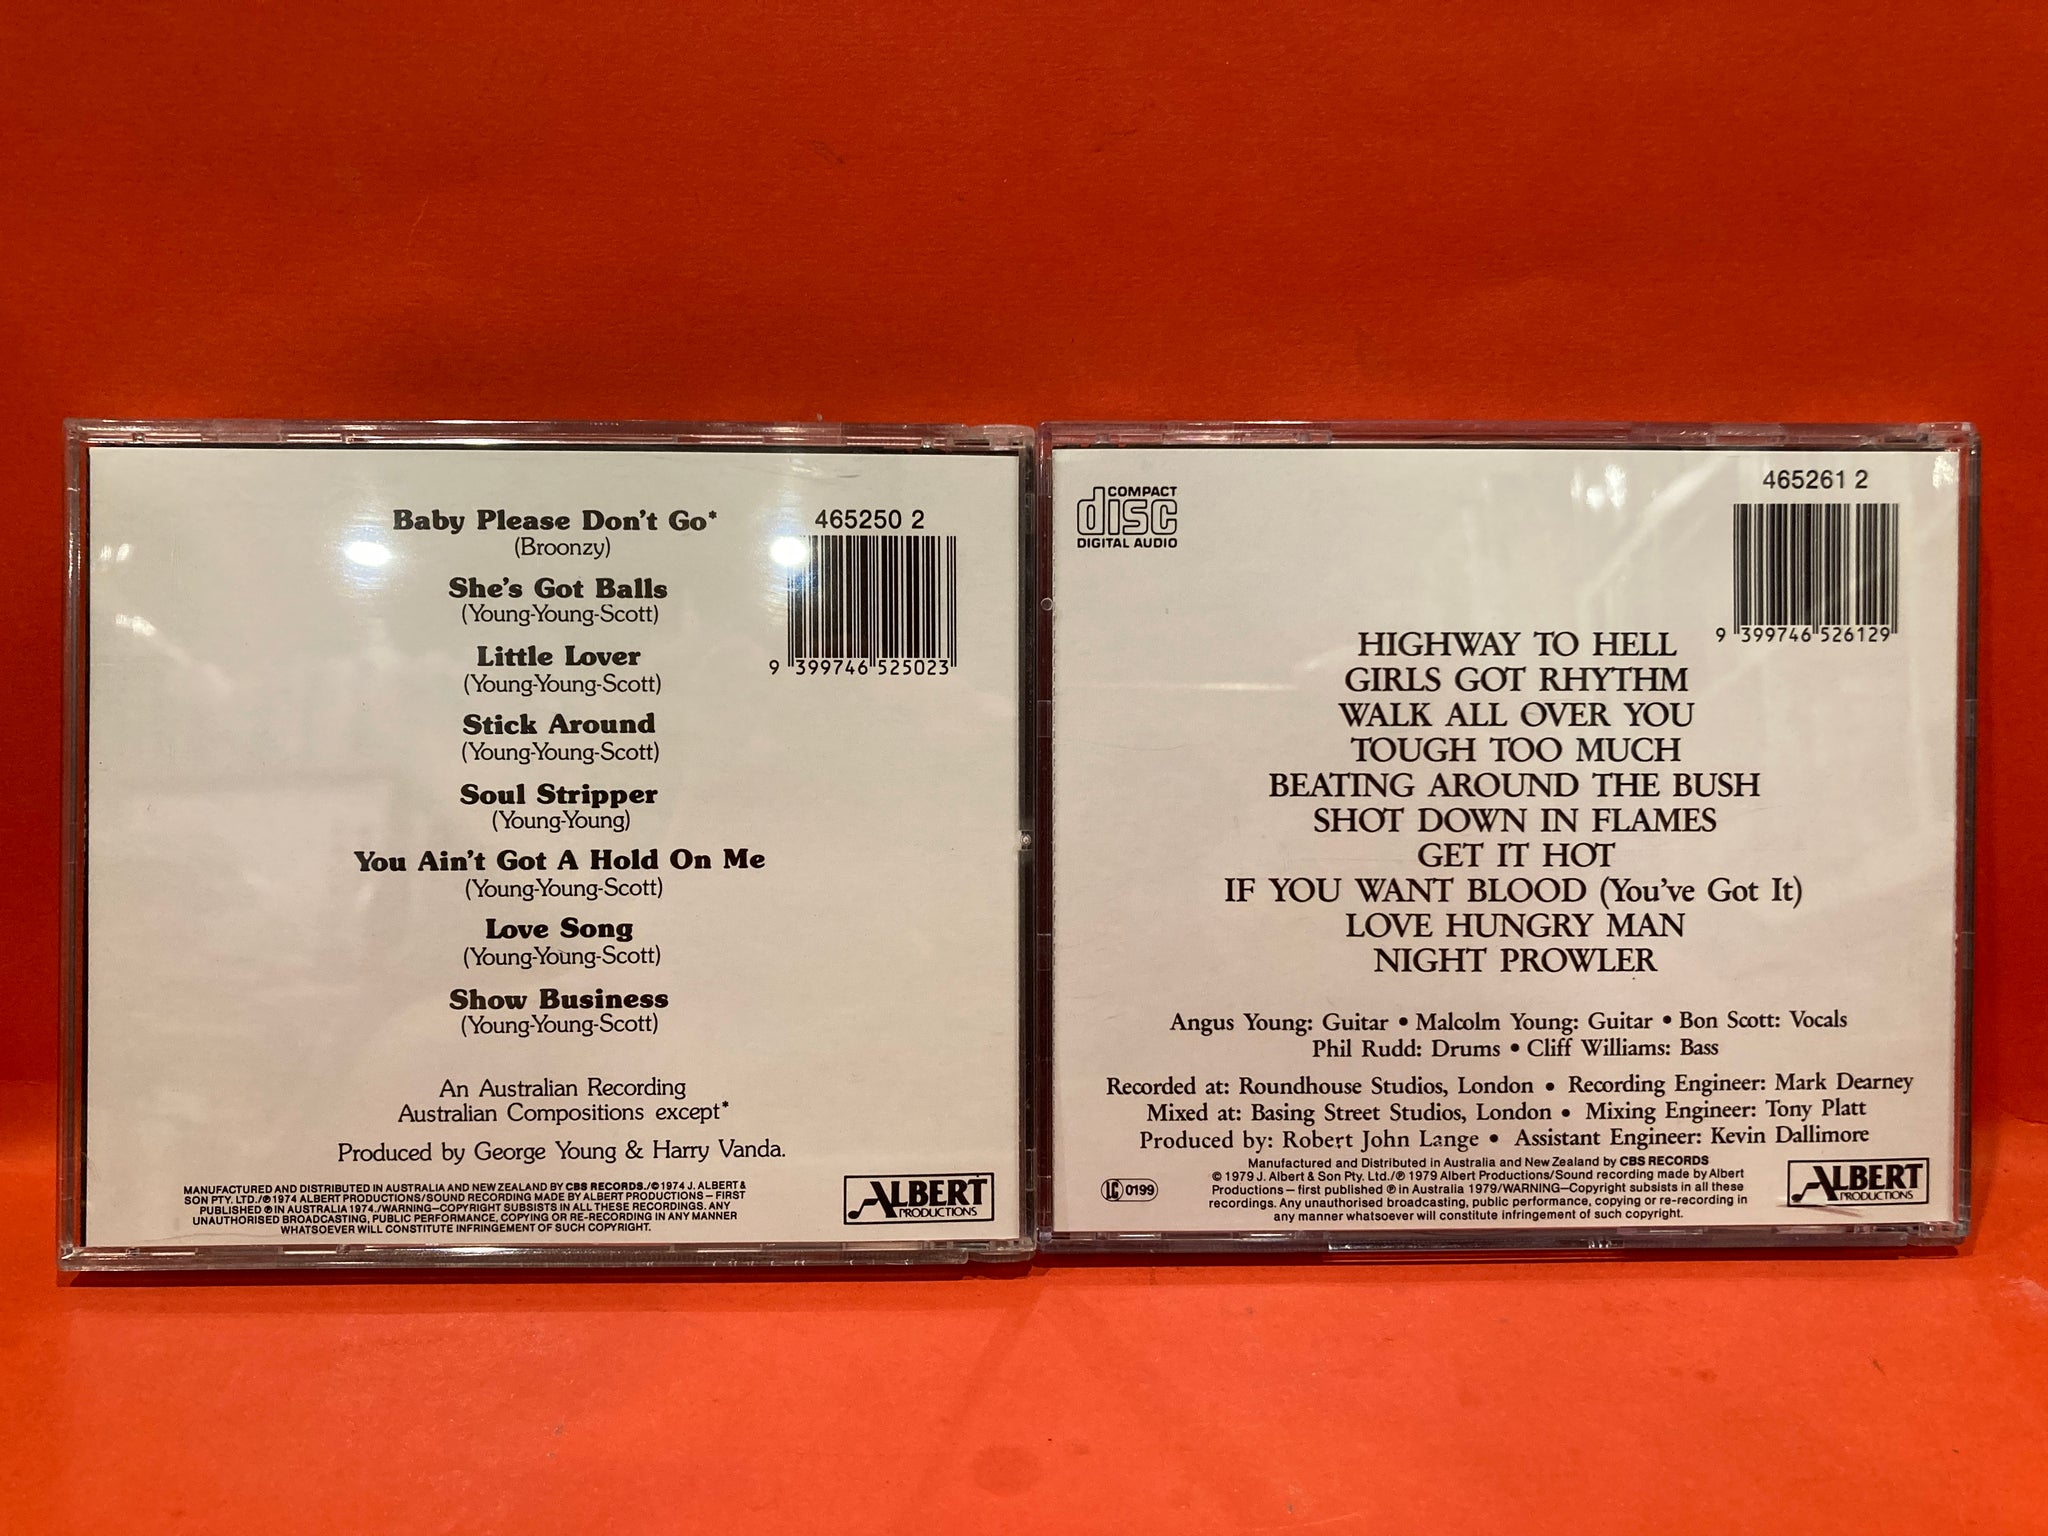 Baby Please Don't Go*
(Broonzy)
She's Got Balls
(Young-Young-Scott)
Little Lover
(Young-Young-Scott)
Stick Around
(Young-Young-Scott)
Soul Stripper
(Young-Young)
You Ain't Got A Hold On Me
(Young-Young-Scott)
Love Song
(Young-Young-Scott)
Show Business
(Young-Young-Scott)
An Australian Recording
Australian Compositions except*
Produced by George Young & Harry Vanda.
MANUFACTURED AND DISTRIBUTED IN AUSTRALIA AND NEW ZEALAND BY CBS RECORDS./© 1974 J. ALBERT &
SON PTY. LTD./℗ 1974 ALBERT PRODUCTIONS/SOUND RECORDING MADE BY ALBERT PRODUCTIONS – FIRST
PUBLISHED ℗ IN AUSTRALIA 1974./WARNING–COPYRIGHT SUBSISTS IN ALL THESE RECORDINGS. ANY
UNAUTHORISED BROADCASTING, PUBLIC PERFORMANCE, COPYING OR RE-RECORDING IN ANY MANNER
WHATSOEVER WILL CONSTITUTE INFRINGEMENT OF SUCH COPYRIGHT.
465250 2
9 399746 525023
ALBERT
PRODUCTIONS
COMPACT
disc
DIGITAL AUDIO
465261 2
9 399746 526129
HIGHWAY TO HELL
GIRLS GOT RHYTHM
WALK ALL OVER YOU
TOUGH TOO MUCH
BEATING AROUND THE BUSH
SHOT DOWN IN FLAMES
GET IT HOT
IF YOU WANT BLOOD (You've Got It)
LOVE HUNGRY MAN
NIGHT PROWLER
Angus Young: Guitar • Malcolm Young: Guitar • Bon Scott: Vocals
Phil Rudd: Drums • Cliff Williams: Bass
Recorded at: Roundhouse Studios, London • Recording Engineer: Mark Dearney
Mixed at: Basing Street Studios, London • Mixing Engineer: Tony Platt
Produced by: Robert John Lange • Assistant Engineer: Kevin Dallimore
Manufactured and Distributed in Australia and New Zealand by CBS RECORDS
© 1979 J. Albert & Son Pty. Ltd./℗ 1979 Albert Productions/Sound recording made by Albert
Productions – first published ℗ in Australia 1979/WARNING–Copyright subsists in all these
recordings. Any unauthorised broadcasting, public performance, copying or re-recording in
any manner whatsoever will constitute infringement of such copyright.
LC 0199
ALBERT
PRODUCTIONS